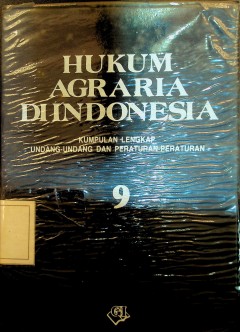 HUKUM
AGRARIA
DI INDONESIA
KUMPULAN LENGKAP
UNDANG-UNDANG DAN PERATURAN-PERATURAN
9